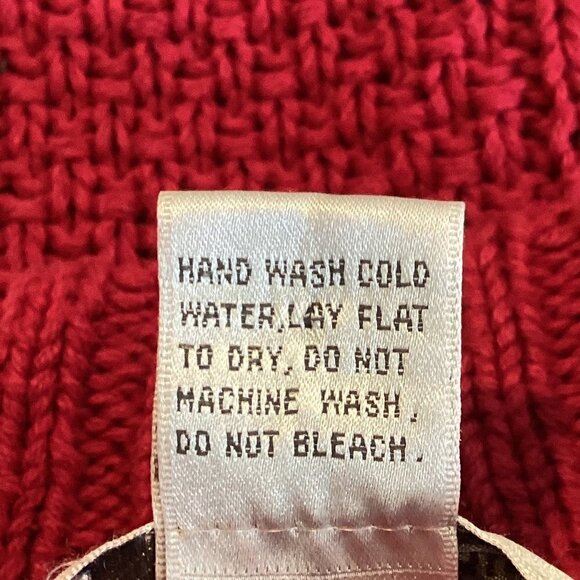 HAND WASH COLD
WATER,LAY FLAT
TO DRY, DO NOT
MACHINE WASH,
DO NOT BLEACH.